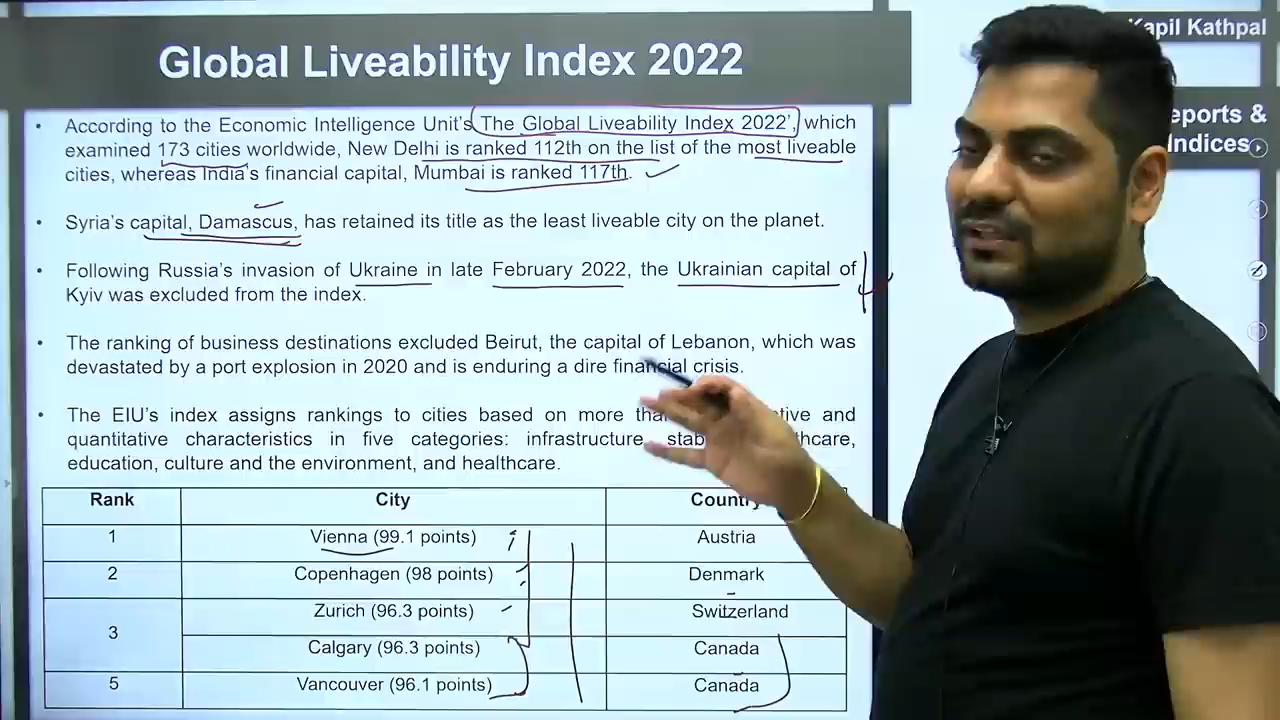 Global Liveability Index 2022
Kapil Kathpal
eports &
Indices
• According to the Economic Intelligence Unit's 'The Global Liveability Index 2022', which
examined 173 cities worldwide, New Delhi is ranked 112th on the list of the most liveable
cities, whereas India's financial capital, Mumbai is ranked 117th.
• Syria's capital, Damascus, has retained its title as the least liveable city on the planet.
• Following Russia's invasion of Ukraine in late February 2022, the Ukrainian capital of
Kyiv was excluded from the index.
• The ranking of business destinations excluded Beirut, the capital of Lebanon, which was
devastated by a port explosion in 2020 and is enduring a dire financial crisis.
• The EIU's index assigns rankings to cities based on more and
quantitative characteristics in five categories: infrastructure,
education, culture and the environment, and healthcare.
Rank City Country
1 Vienna (99.1 points) Austria
2 Copenhagen (98 points) Denmark
3 Zurich (96.3 points) Switzerland
Calgary (96.3 points) Canada
5 Vancouver (96.1 points) Canada